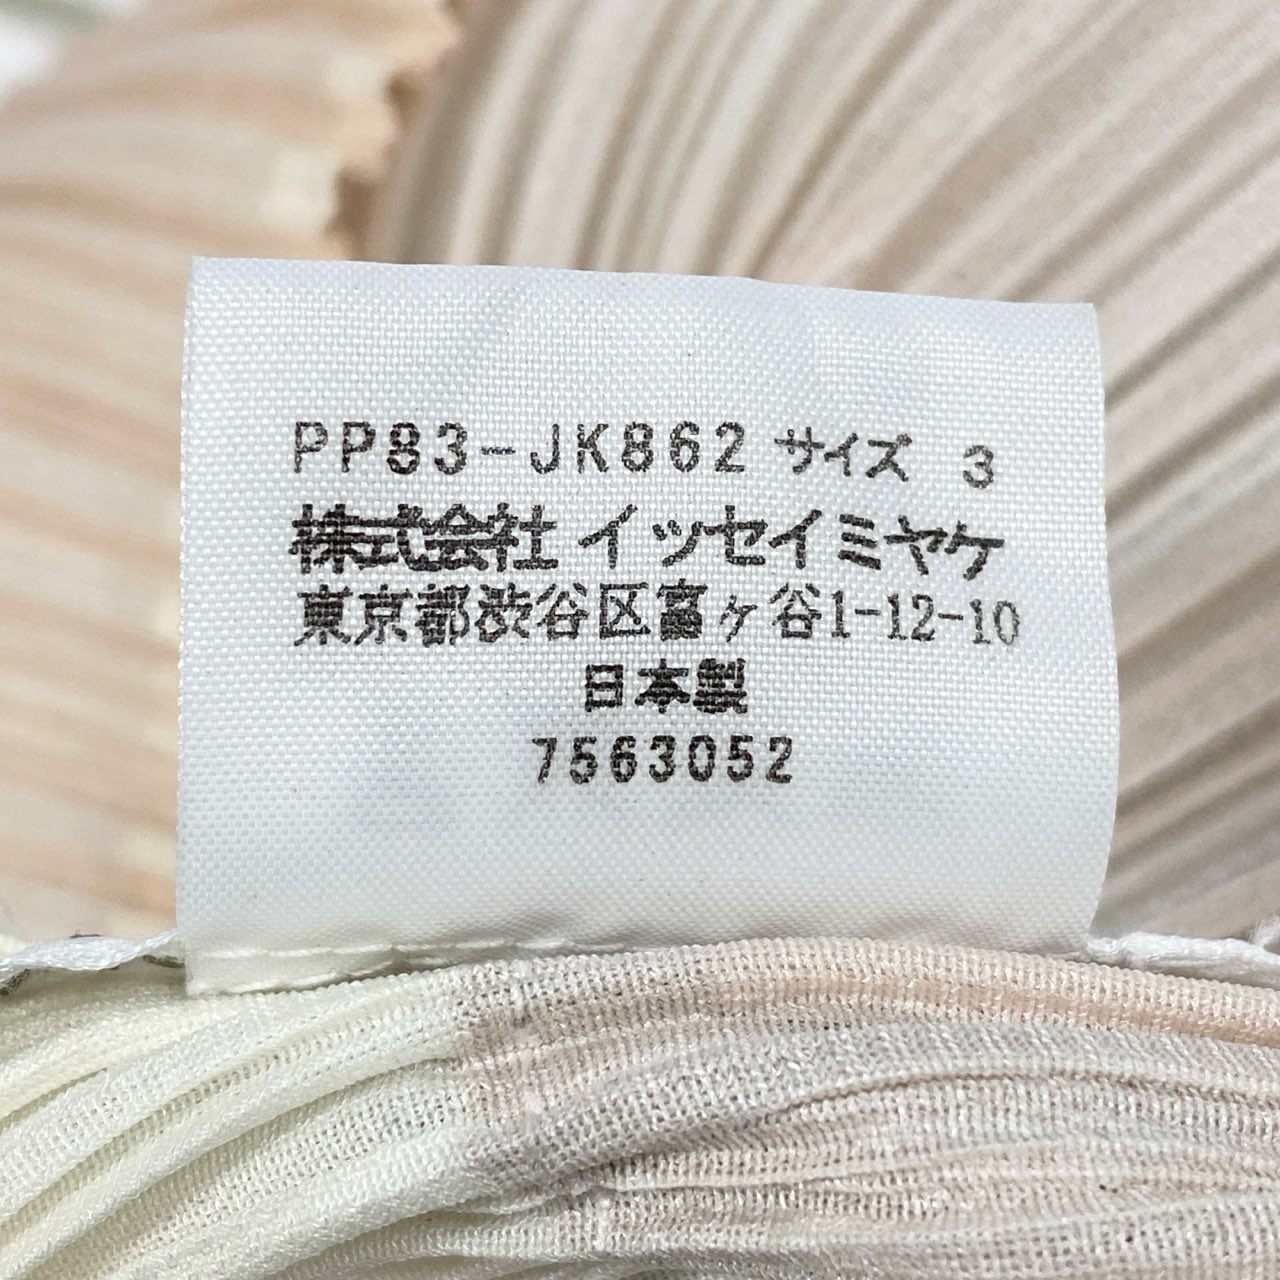 PP83-JK862 サイズ 3
株式会社 イッセイミヤケ
東京都渋谷区富ヶ谷1-12-10
日本製
7563052